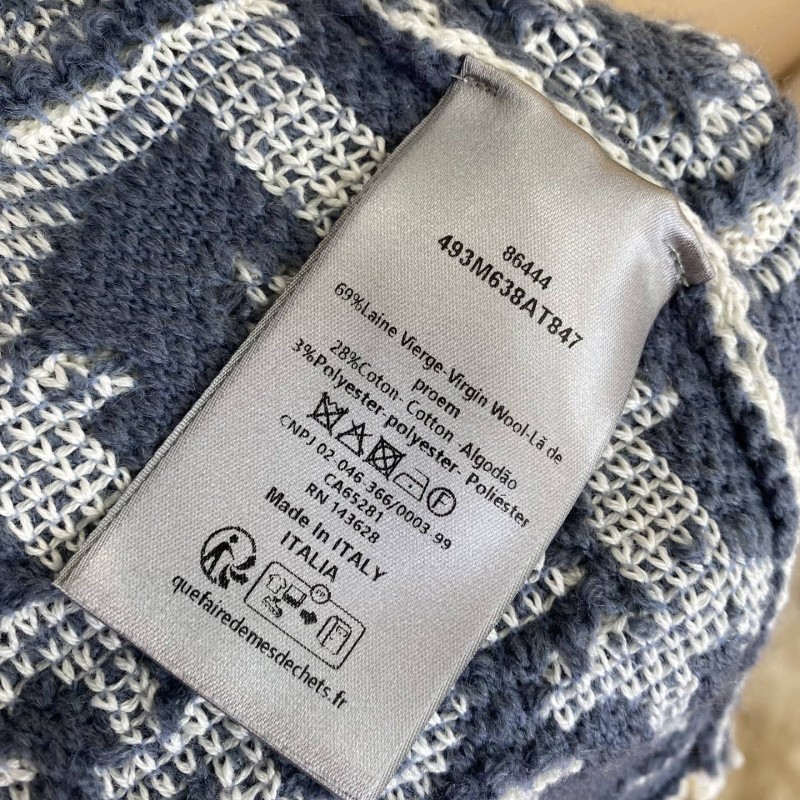 86444
493M638AT847
69%Laine Vierge-Virgin Wool-Lã de
proem
28%Coton- Cotton - Algodão
3%Polyester polyester- Poliéster
F
CNPJ 02.046.366/0003-99
CA65281
RN 143628
Made In ITALY
ITALIA
quefairedemesdechets.fr